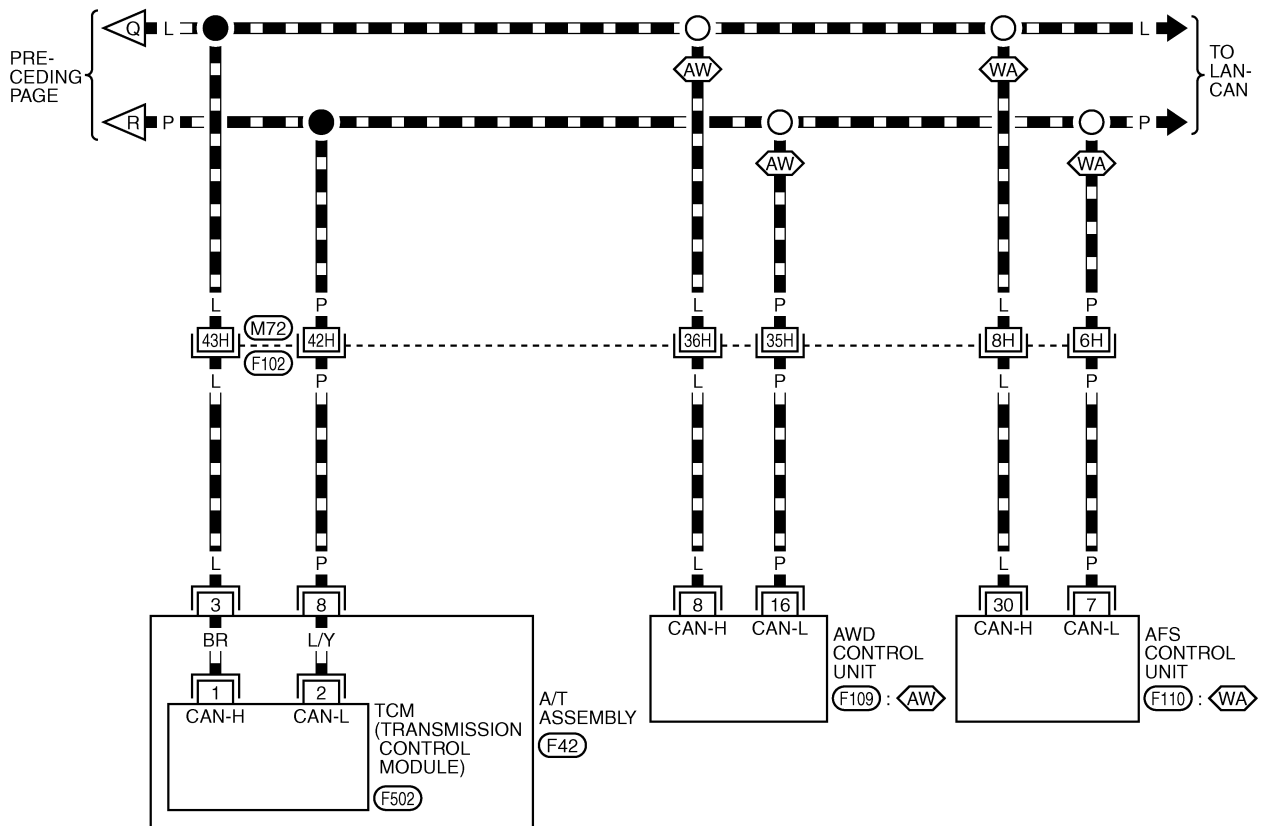 Q L L
PRE-
CEDING
PAGE
TO
LAN-
CAN
AW WA
R P P
AW WA
L P L P L P
43H M72 42H 36H 35H 8H 6H
F102
L P L P L P
L P L P L P
3 8 8 16 30 7
BR L/Y
CAN-H CAN-L
AWD
CONTROL
UNIT
F109 : AW
CAN-H CAN-L
AFS
CONTROL
UNIT
F110 : WA
1 2
CAN-H CAN-L
TCM
(TRANSMISSION
CONTROL
MODULE)
F502
A/T
ASSEMBLY
F42